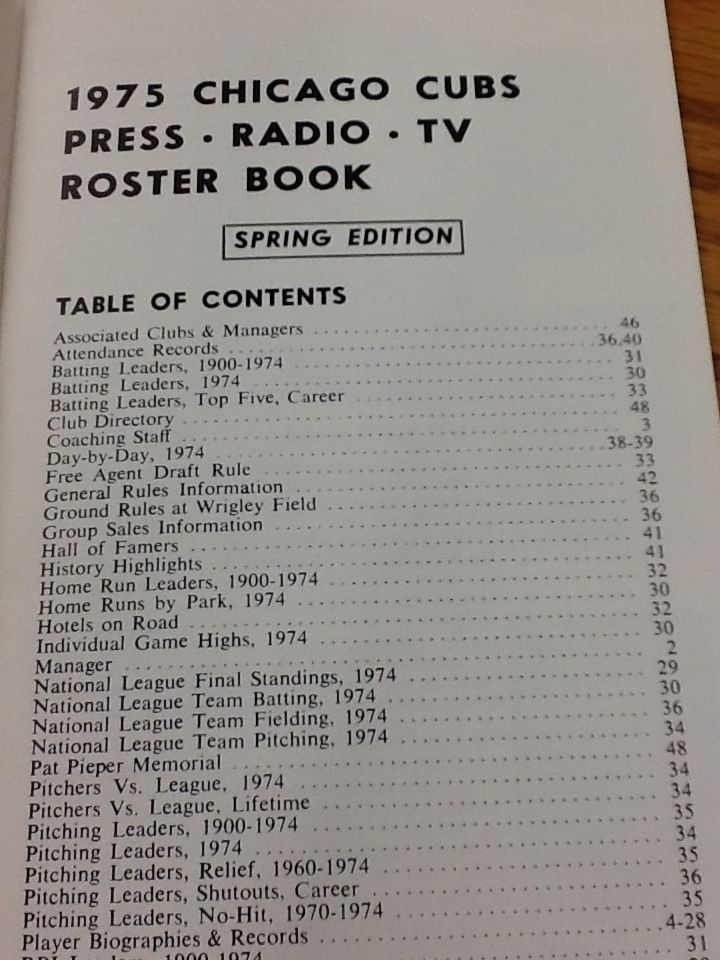 1975 CHICAGO CUBS
PRESS • RADIO • TV
ROSTER BOOK
SPRING EDITION
TABLE OF CONTENTS
Associated Clubs & Managers 46
Attendance Records 36,40
Batting Leaders, 1900-1974 31
Batting Leaders, 1974 30
Batting Leaders, Top Five, Career 33
Club Directory 48
Coaching Staff 3
Day-by-Day, 1974 38-39
Free Agent Draft Rule 33
General Rules Information 42
Ground Rules at Wrigley Field 36
Group Sales Information 36
Hall of Famers 41
History Highlights 41
Home Run Leaders, 1900-1974 32
Home Runs by Park, 1974 30
Hotels on Road 32
Individual Game Highs, 1974 30
Manager 2
National League Final Standings, 1974 29
National League Team Batting, 1974 30
National League Team Fielding, 1974 36
National League Team Pitching, 1974 34
Pat Pieper Memorial 48
Pitchers Vs. League, 1974 34
Pitchers Vs. League, Lifetime 34
Pitching Leaders, 1900-1974 35
Pitching Leaders, 1974 34
Pitching Leaders, Relief, 1960-1974 35
Pitching Leaders, Shutouts, Career 36
Pitching Leaders, No-Hit, 1970-1974 35
Player Biographies & Records 4-28
RBI Leaders, 1900-1974 31